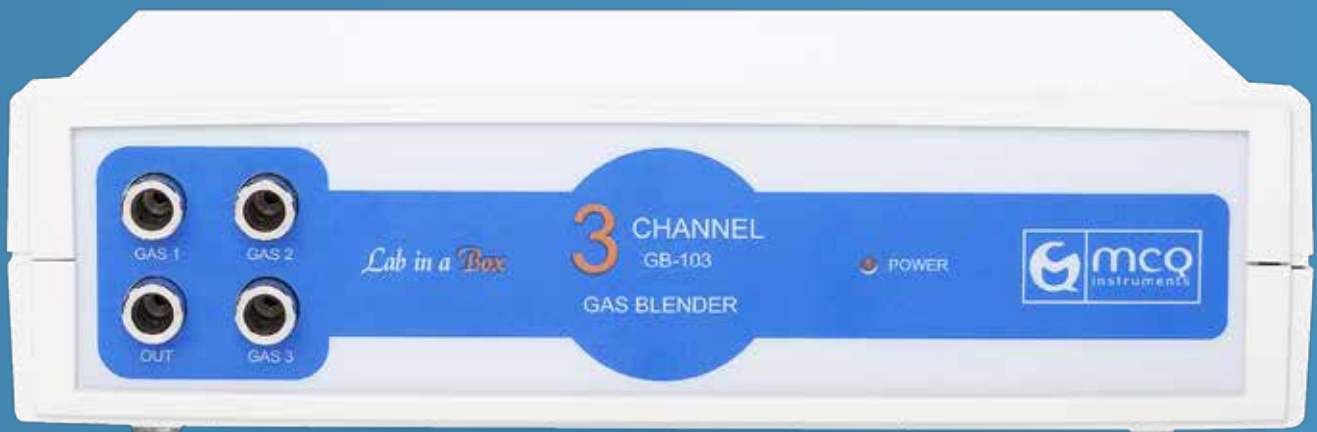 GAS 1
GAS 2
OUT
GAS 3
Lab in a Box
3 CHANNEL
GB-103
GAS BLENDER
POWER
mcq
instruments